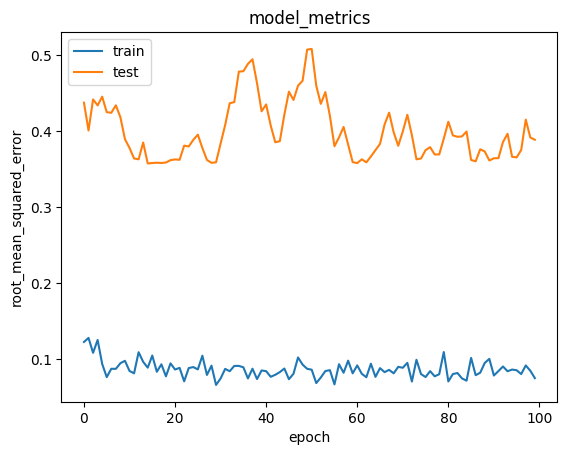 model_metrics
train
test
root_mean_squared_error
0.5
0.4
0.3
0.2
0.1
0 20 40 60 80 100
epoch